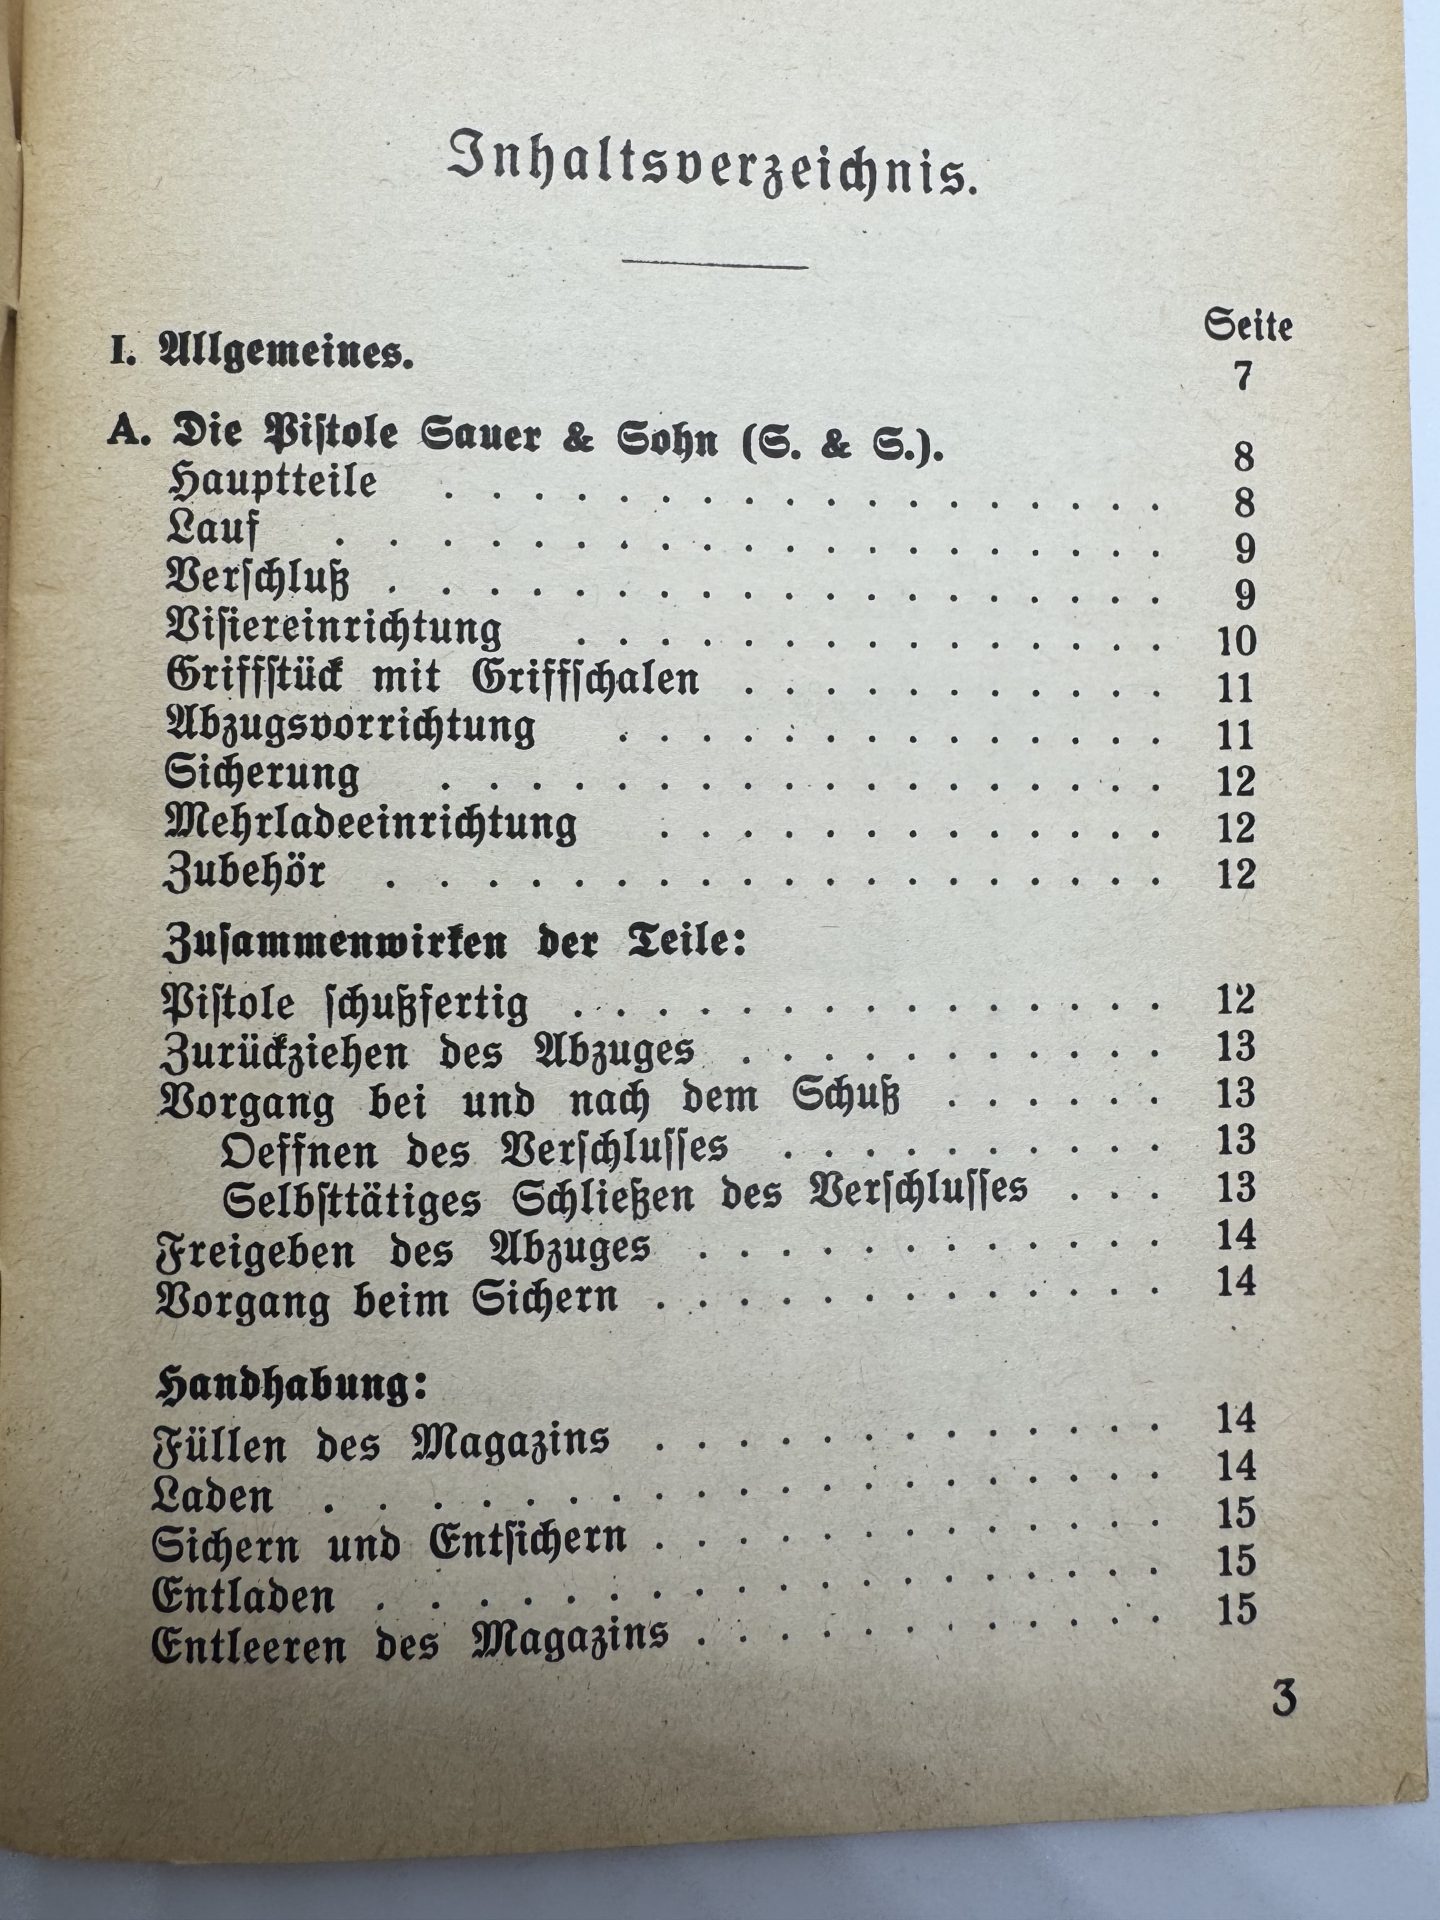 Inhaltsverzeichnis.
Seite
I. Allgemeines. 7
A. Die Pistole Sauer & Sohn (S. & S.). 8
Hauptteile . . . . . . . . . . . . . . . . . . 8
Lauf . . . . . . . . . . . . . . . . . . . . 9
Verschluß . . . . . . . . . . . . . . . . . . . 9
Visiereinrichtung . . . . . . . . . . . . . . . 10
Griffstück mit Griffschalen . . . . . . . . . . . 11
Abzugsvorrichtung . . . . . . . . . . . . . . 11
Sicherung . . . . . . . . . . . . . . . . . . 12
Mehrladeeinrichtung . . . . . . . . . . . . . 12
Zubehör . . . . . . . . . . . . . . . . . . . 12
Zusammenwirken der Teile:
Pistole schußfertig . . . . . . . . . . . . . . . 12
Zurückziehen des Abzuges . . . . . . . . . . . 13
Vorgang bei und nach dem Schuß . . . . . . 13
Oeffnen des Verschlusses . . . . . . . . . . 13
Selbsttätiges Schließen des Verschlusses . . . 13
Freigeben des Abzuges . . . . . . . . . . . . 14
Vorgang beim Sichern . . . . . . . . . . . . . 14
Handhabung:
Füllen des Magazins . . . . . . . . . . . . . 14
Laden . . . . . . . . . . . . . . . . . . . . 14
Sichern und Entsichern . . . . . . . . . . . . . 15
Entladen . . . . . . . . . . . . . . . . . . . 15
Entleeren des Magazins . . . . . . . . . . . . 15
3